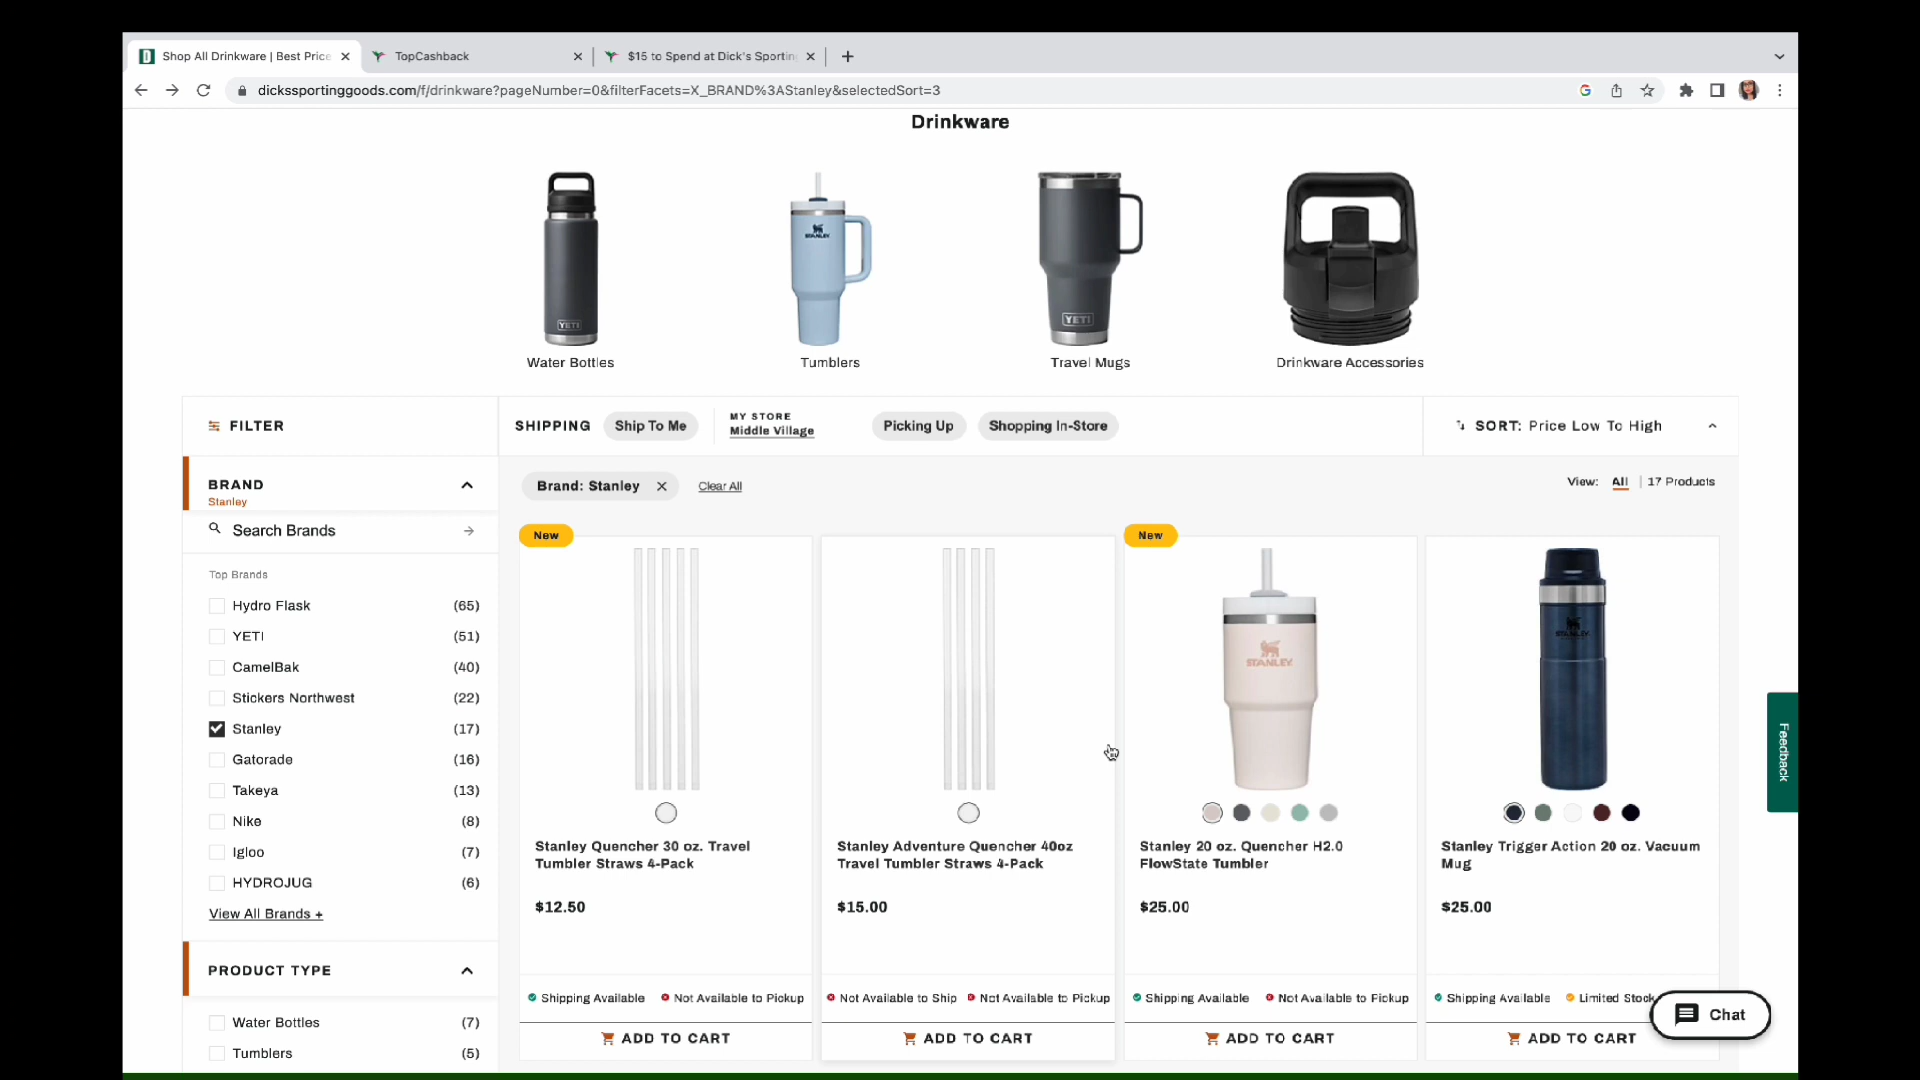 Shop All Drinkware | Best Price
TopCashback
$15 to Spend at Dick's Sportin
dickssportinggoods.com/f/drinkware?pageNumber=0&filterFacets=X_BRAND%3AStanley&selectedSort=3
Drinkware
YETI
STANLEY
YETI
Water Bottles
Tumblers
Travel Mugs
Drinkware Accessories
FILTER
SHIPPING
Ship To Me
MY STORE
Middle Village
Picking Up
Shopping In-Store
SORT: Price Low To High
BRAND
Stanley
Brand: Stanley
Clear All
View: All | 17 Products
Search Brands
Top Brands
Hydro Flask (65)
YETI (51)
CamelBak (40)
Stickers Northwest (22)
Stanley (17)
Gatorade (16)
Takeya (13)
Nike (8)
Igloo (7)
HYDROJUG (6)
View All Brands +
PRODUCT TYPE
Water Bottles (7)
Tumblers (5)
New
Stanley Quencher 30 oz. Travel
Tumbler Straws 4-Pack
$12.50
Shipping Available
Not Available to Pickup
ADD TO CART
Stanley Adventure Quencher 40oz
Travel Tumbler Straws 4-Pack
$15.00
Not Available to Ship
Not Available to Pickup
ADD TO CART
New
STANLEY
Stanley 20 oz. Quencher H2.0
FlowState Tumbler
$25.00
Shipping Available
Not Available to Pickup
ADD TO CART
STANLEY
Stanley Trigger Action 20 oz. Vacuum
Mug
$25.00
Shipping Available
Limited Stock
ADD TO CART
Feedback
Chat